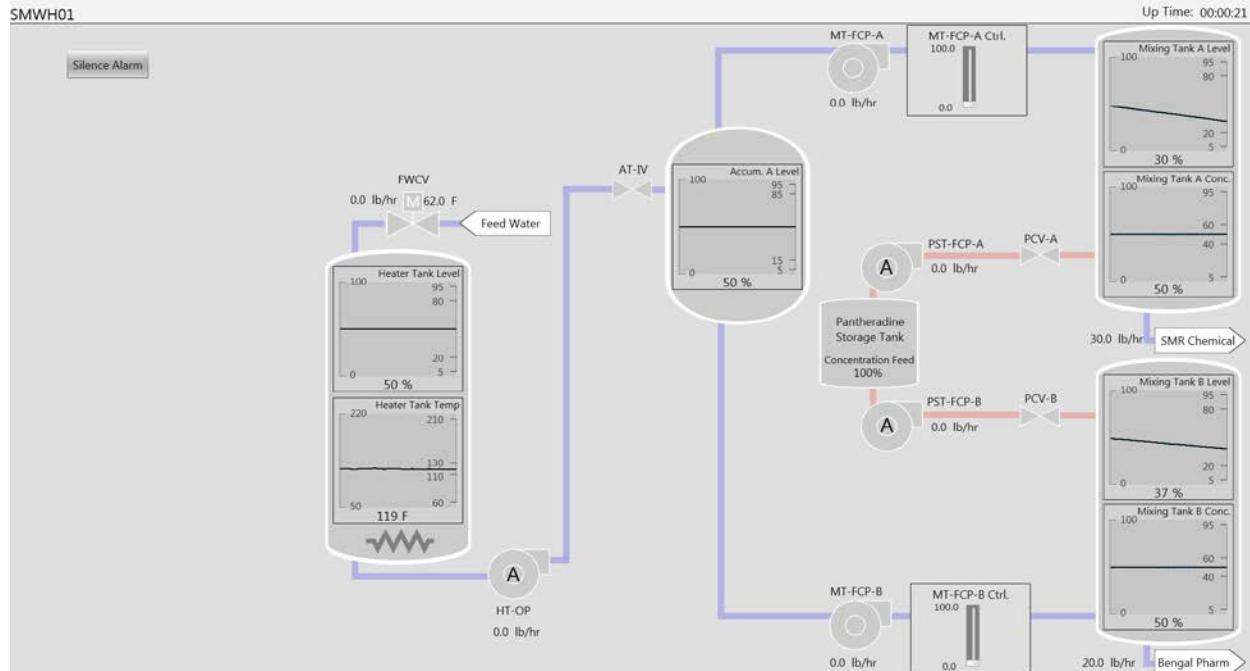 SMWH01
Up Time: 00:00:21
Silence Alarm
MT-FCP-A
0.0 lb/hr
MT-FCP-A Ctrl.
100.0
0.0
Mixing Tank A Level
100
95
80
20
5
0
30 %
Mixing Tank A Conc.
100
95
60
40
5
0
50 %
30.0 lb/hr
SMR Chemical
FWCV
0.0 lb/hr
M
62.0 F
Feed Water
AT-IV
Accum. A Level
100
95
85
15
5
0
50 %
Heater Tank Level
100
95
80
20
5
0
50 %
Heater Tank Temp
220
210
130
110
60
50
119 F
A
HT-OP
0.0 lb/hr
PST-FCP-A
A
0.0 lb/hr
PCV-A
Pantheradine
Storage Tank
Concentration Feed
100%
PST-FCP-B
A
0.0 lb/hr
PCV-B
Mixing Tank B Level
100
95
80
20
5
0
37 %
Mixing Tank B Conc.
100
95
60
40
5
0
50 %
MT-FCP-B
0.0 lb/hr
MT-FCP-B Ctrl.
100.0
0.0
20.0 lb/hr
Bengal Pharm